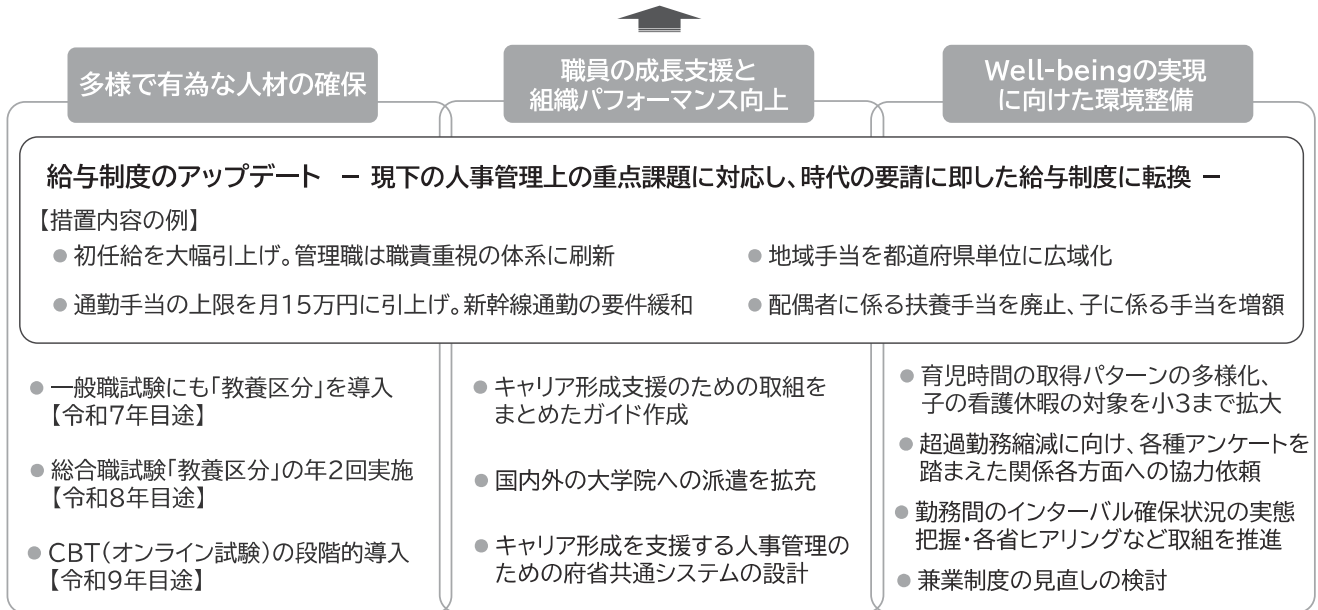 多様で有為な人材の確保
職員の成長支援と
組織パフォーマンス向上
Well-beingの実現
に向けた環境整備
給与制度のアップデート － 現下の人事管理上の重点課題に対応し、時代の要請に即した給与制度に転換 －
【措置内容の例】
● 初任給を大幅引上げ。管理職は職責重視の体系に刷新
● 地域手当を都道府県単位に広域化
● 通勤手当の上限を月15万円に引上げ。新幹線通勤の要件緩和
● 配偶者に係る扶養手当を廃止、子に係る手当を増額
● 一般職試験にも「教養区分」を導入
【令和7年目途】
● 総合職試験「教養区分」の年2回実施
【令和8年目途】
● CBT(オンライン試験)の段階的導入
【令和9年目途】
● キャリア形成支援のための取組を
まとめたガイド作成
● 国内外の大学院への派遣を拡充
● キャリア形成を支援する人事管理の
ための府省共通システムの設計
● 育児時間の取得パターンの多様化、
子の看護休暇の対象を小3まで拡大
● 超過勤務縮減に向け、各種アンケートを
踏まえた関係各方面への協力依頼
● 勤務間のインターバル確保状況の実態
把握・各省ヒアリングなど取組を推進
● 兼業制度の見直しの検討